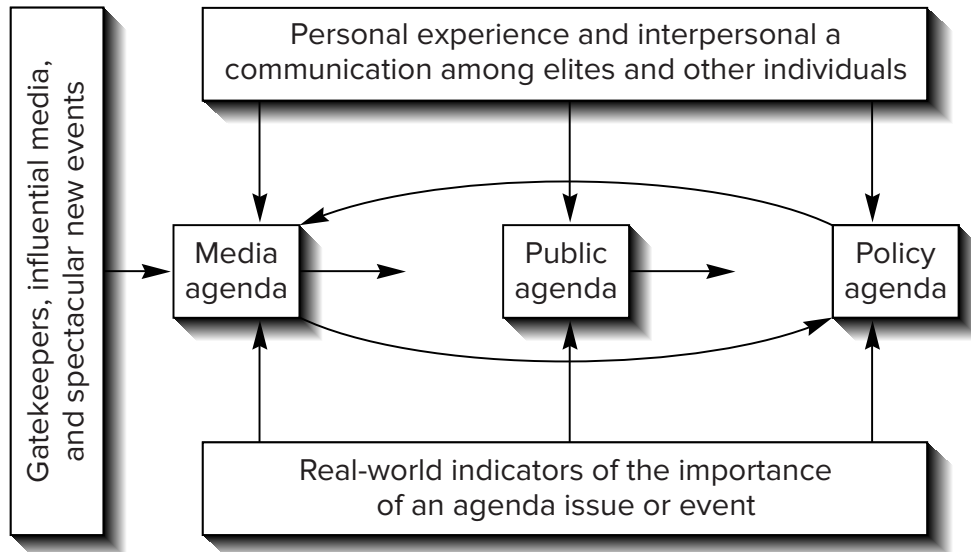 Gatekeepers, influential media,
and spectacular new events
Personal experience and interpersonal a
communication among elites and other individuals
Media
agenda
Public
agenda
Policy
agenda
Real-world indicators of the importance
of an agenda issue or event